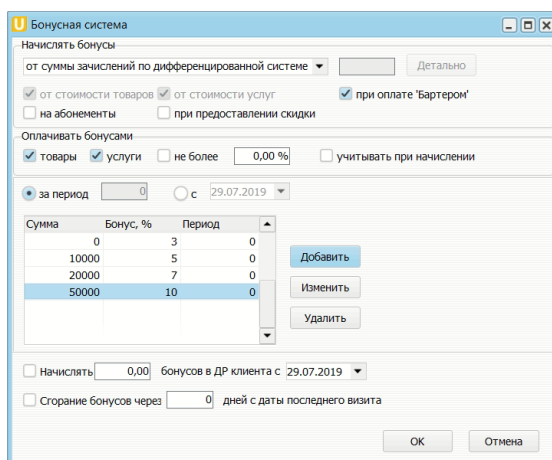 Бонусная система
Начислять бонусы
от суммы зачислений по дифференцированной системе Детально
от стоимости товаров от стоимости услуг при оплате 'Бартером'
на абонементы при предоставлении скидки
Оплачивать бонусами
товары услуги не более 0,00 % учитывать при начислении
за период 0 с 29.07.2019
Сумма Бонус, % Период
0 3 0
10000 5 0
20000 7 0
50000 10 0
Добавить
Изменить
Удалить
Начислять 0,00 бонусов в ДР клиента с 29.07.2019
Сгорание бонусов через 0 дней с даты последнего визита
ОК Отмена